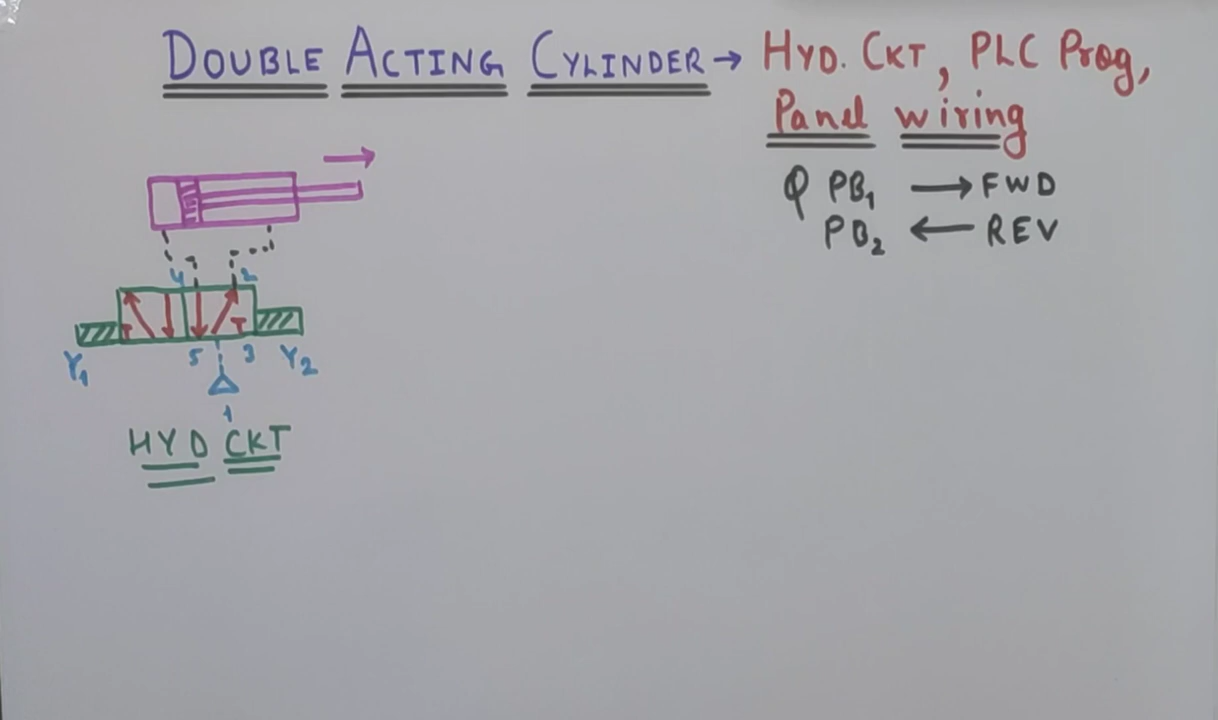 DOUBLE ACTING CYLINDER → HYD. CKT, PLC Prog,
Panel wiring
Q PB1 → FWD
PB2 ← REV
4 2
T T
5 3
Y1 Y2
1
HYD CKT